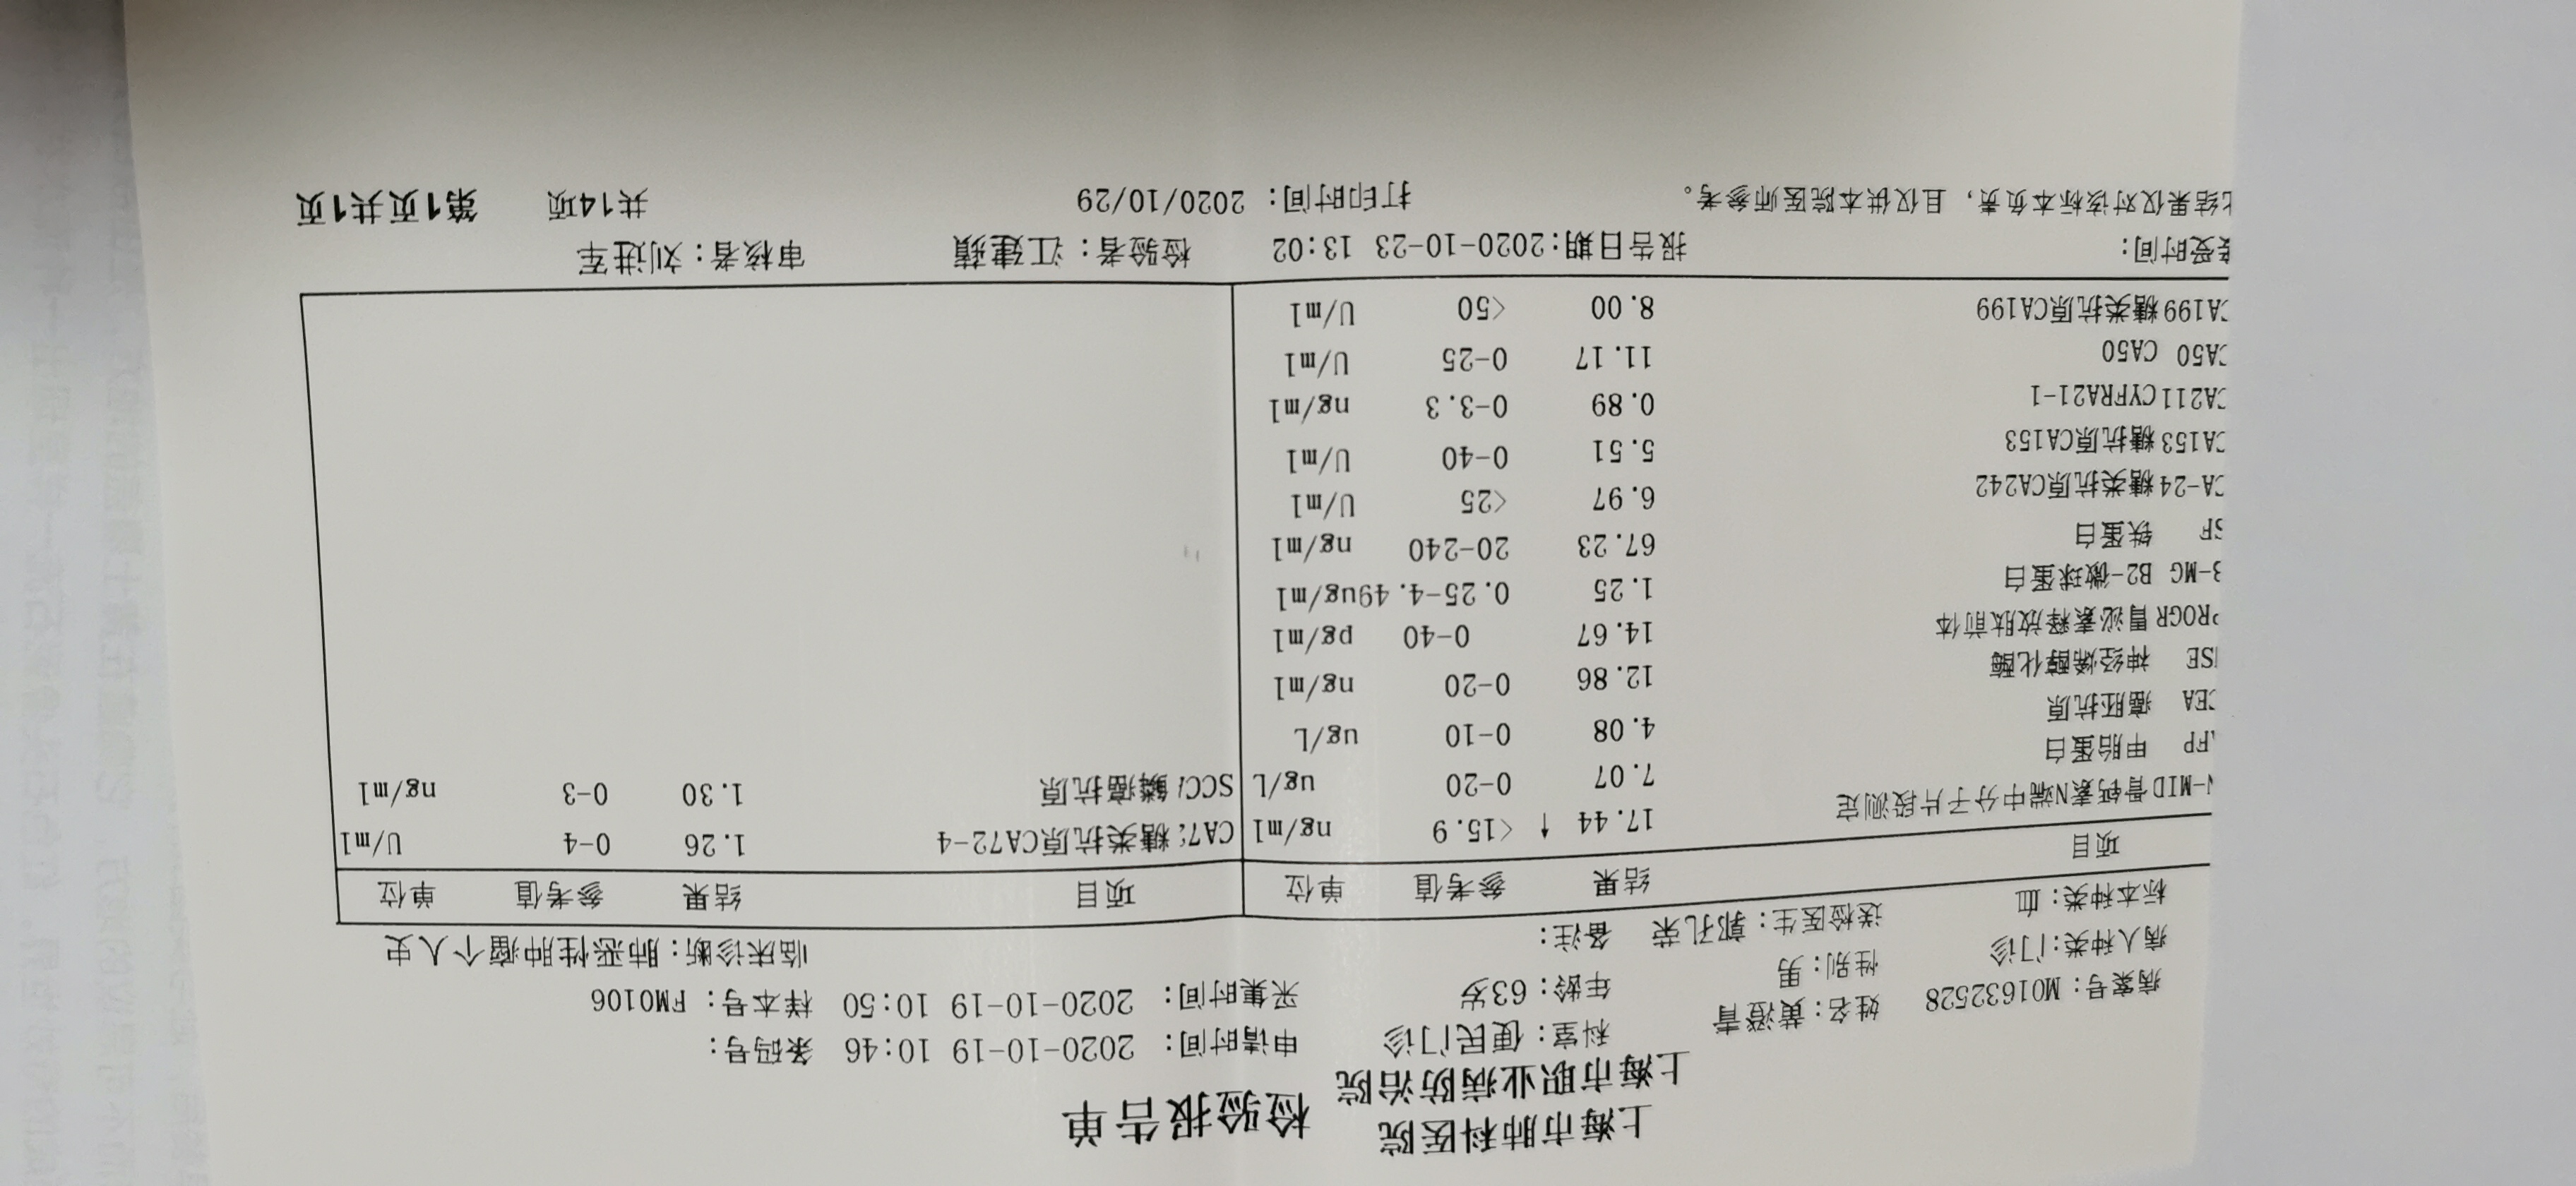 上海市肺科医院
上海市职业病防治院 检验报告单
病案号: M01632528 姓名: 黄澄青 科室: 便民门诊 申请时间: 2020-10-19 10:46 条码号:
病人种类:门诊 性别: 男 年龄: 63岁 采集时间: 2020-10-19 10:50 样本号: FM0106
标本种类: 血 送检医生: 郭孔荣 备注: 临床诊断: 肺恶性肿瘤个人史
项目 结果 参考值 单位 项目 结果 参考值 单位
N-MID 骨钙素N端中分子片段测定 17.44 ↑ <15.9 ng/ml CA7 糖类抗原CA72-4 1.26 0-4 U/ml
AFP 甲胎蛋白 7.07 0-20 ug/L SCC 鳞癌抗原 1.30 0-3 ng/ml
CEA 癌胚抗原 4.08 0-10 ug/L
NSE 神经烯醇化酶 12.86 0-20 ng/ml
PROGR 胃泌素释放肽前体 14.67 0-40 pg/ml
B-MG B2-微球蛋白 1.25 0.25-4.49 ug/ml
SF 铁蛋白 67.23 20-240 ng/ml
CA-24 糖类抗原CA242 6.97 <25 U/ml
CA153 糖抗原CA153 5.51 0-40 U/ml
CA211 CYFRA21-1 0.89 0-3.3 ng/ml
CA50 CA50 11.17 0-25 U/ml
CA199 糖类抗原CA199 8.00 <50 U/ml
接受时间: 报告日期:2020-10-23 13:02 检验者: 江建蘋 审核者: 刘进军
此结果仅对该标本负责, 且仅供本院医师参考。 打印时间: 2020/10/29 共14项 第1页共1页